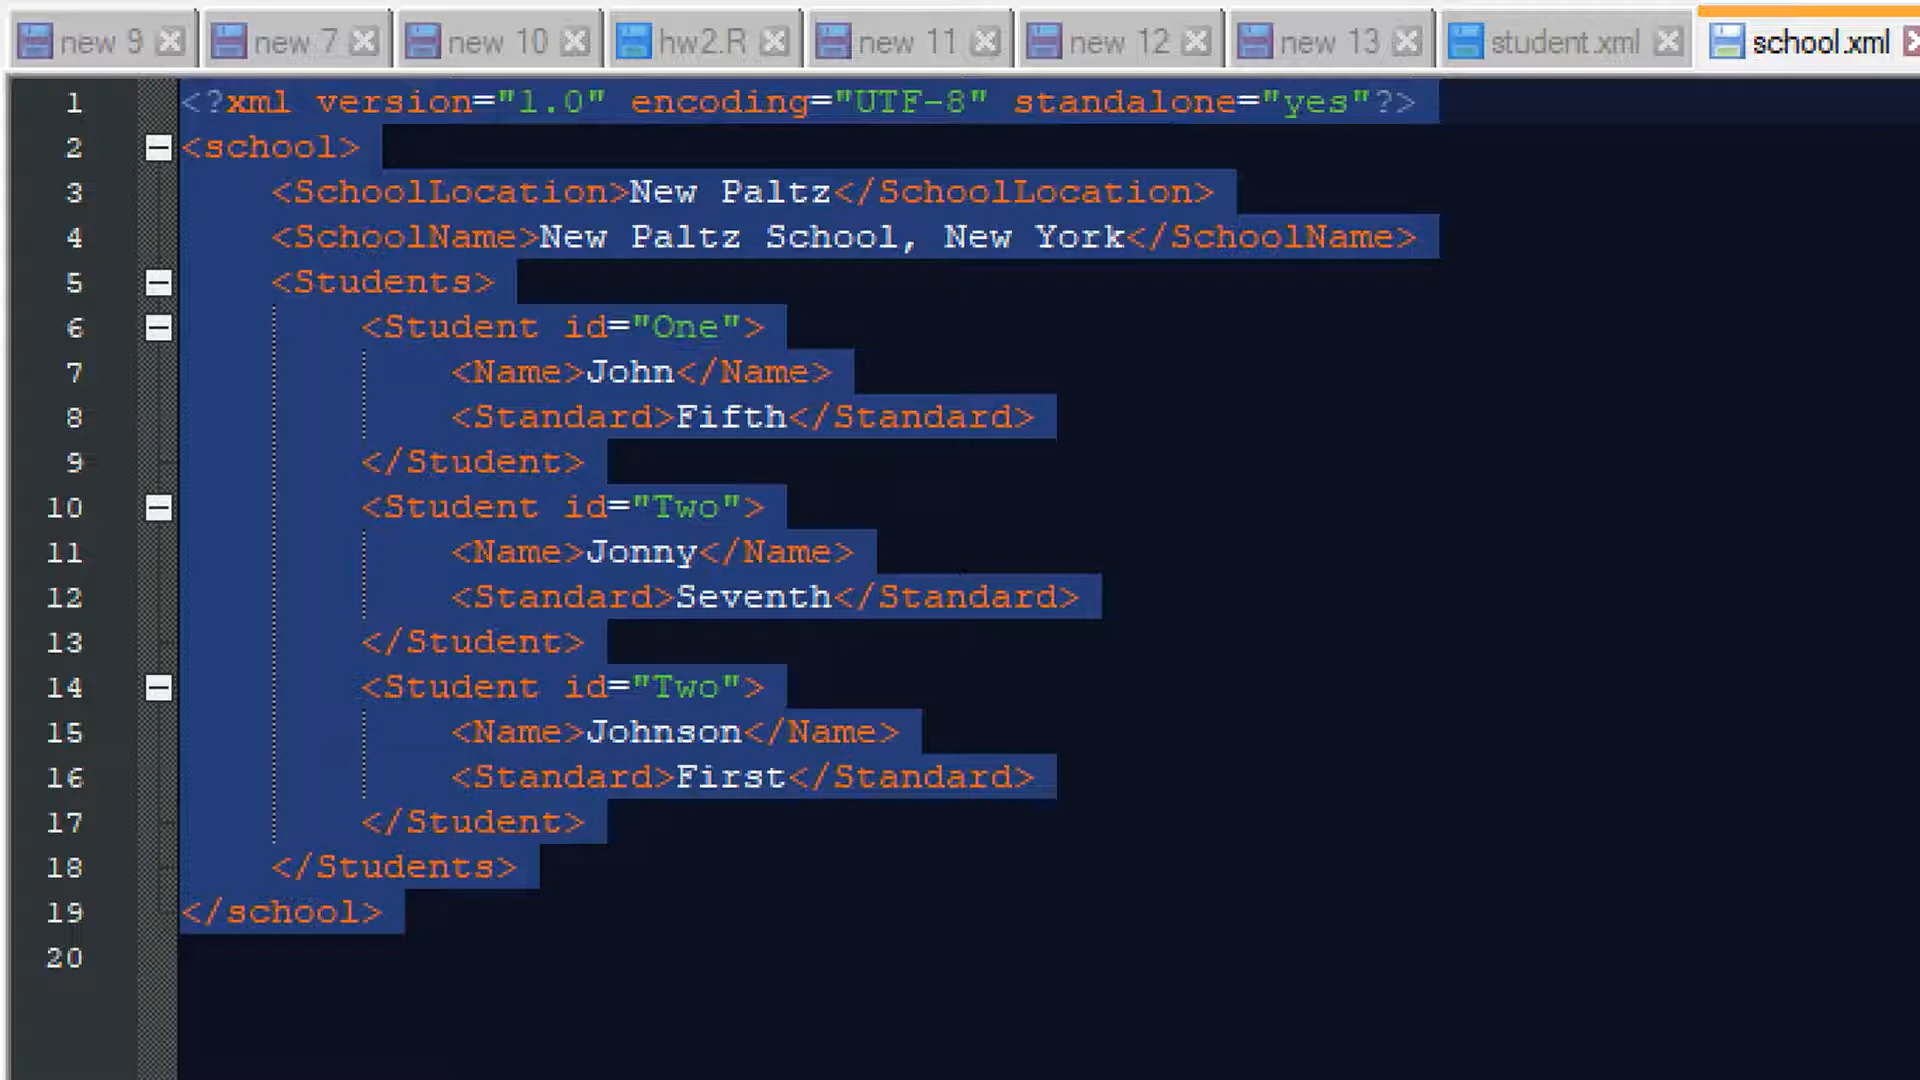 new 9 new 7 new 10 hw2.R new 11 new 12 new 13 student.xml school.xml
1 <?xml version="1.0" encoding="UTF-8" standalone="yes"?>
2 <school>
3 <SchoolLocation>New Paltz</SchoolLocation>
4 <SchoolName>New Paltz School, New York</SchoolName>
5 <Students>
6 <Student id="One">
7 <Name>John</Name>
8 <Standard>Fifth</Standard>
9 </Student>
10 <Student id="Two">
11 <Name>Jonny</Name>
12 <Standard>Seventh</Standard>
13 </Student>
14 <Student id="Two">
15 <Name>Johnson</Name>
16 <Standard>First</Standard>
17 </Student>
18 </Students>
19 </school>
20